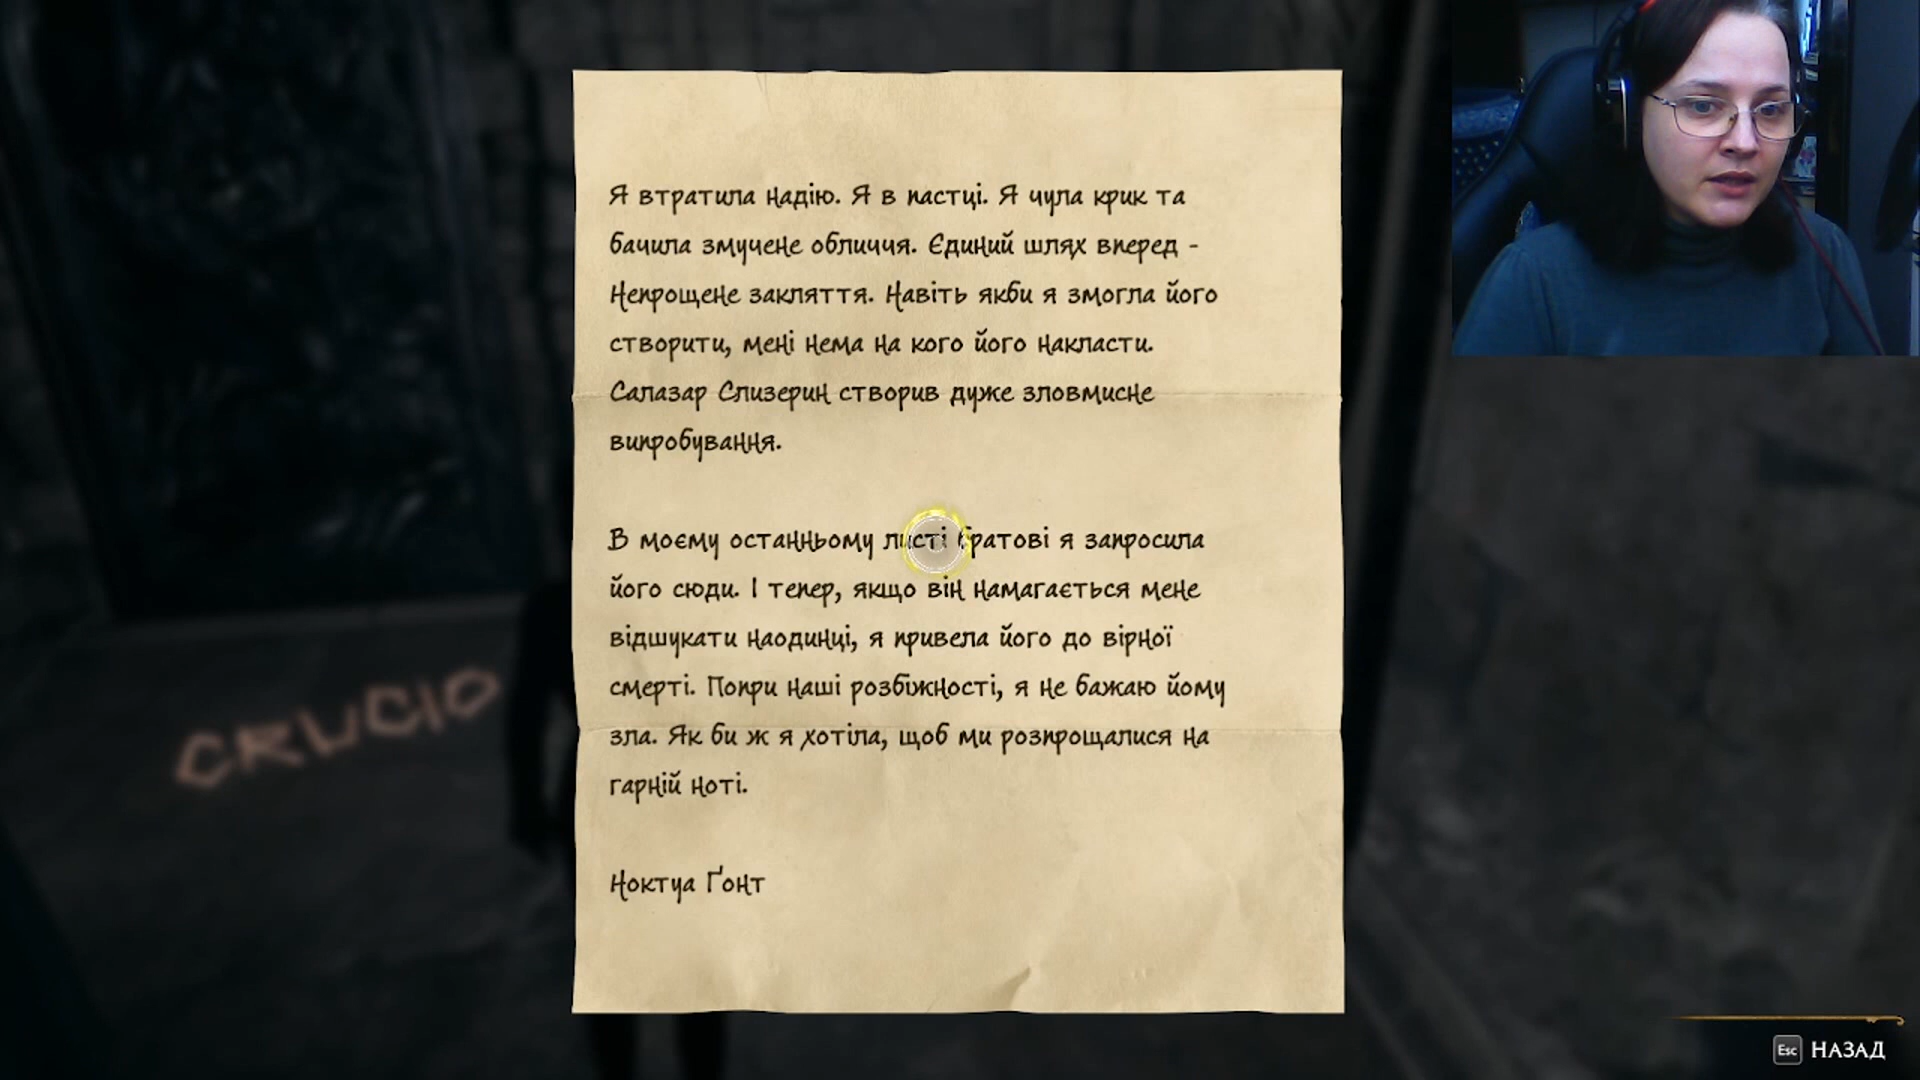 Я втратила надію. Я в пастці. Я чула крик та
бачила змучене обличчя. Єдиний шлях вперед -
Непрощене закляття. Навіть якби я змогла його
створити, мені нема на кого його накласти.
Салазар Слизерин створив дуже зловмисне
випробування.
В моєму останньому листі братові я запросила
його сюди. І тепер, якщо він намагається мене
відшукати наодинці, я привела його до вірної
смерті. Попри наші розбіжності, я не бажаю йому
зла. Як би ж я хотіла, щоб ми розпрощалися на
гарній ноті.
Ноктуа Ґонт
CRUCIO
Esc НАЗАД